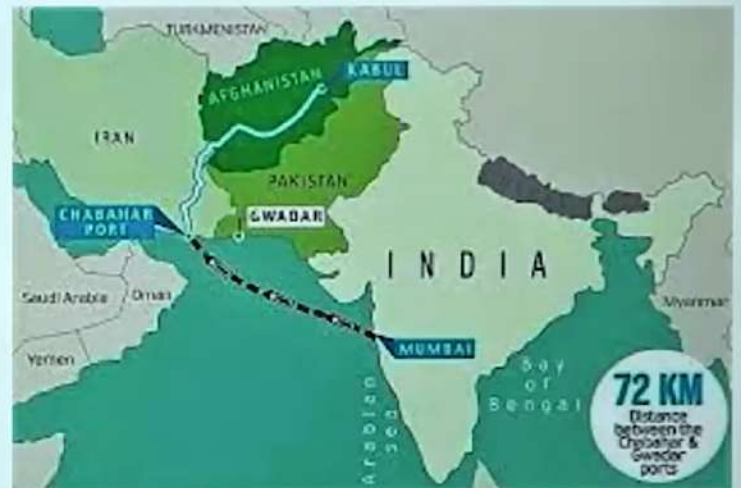 TURKMENISTAN
KABUL
AFGHANISTAN
IRAN
PAKISTAN
CHABAHAR
PORT
GWADAR
INDIA
Saudi Arabia
Oman
Myanmar
Yemen
MUMBAI
Arabian
Sea
Bay
of
Bengal
72 KM
Distance
between the
Chabahar &
Gwadar
ports